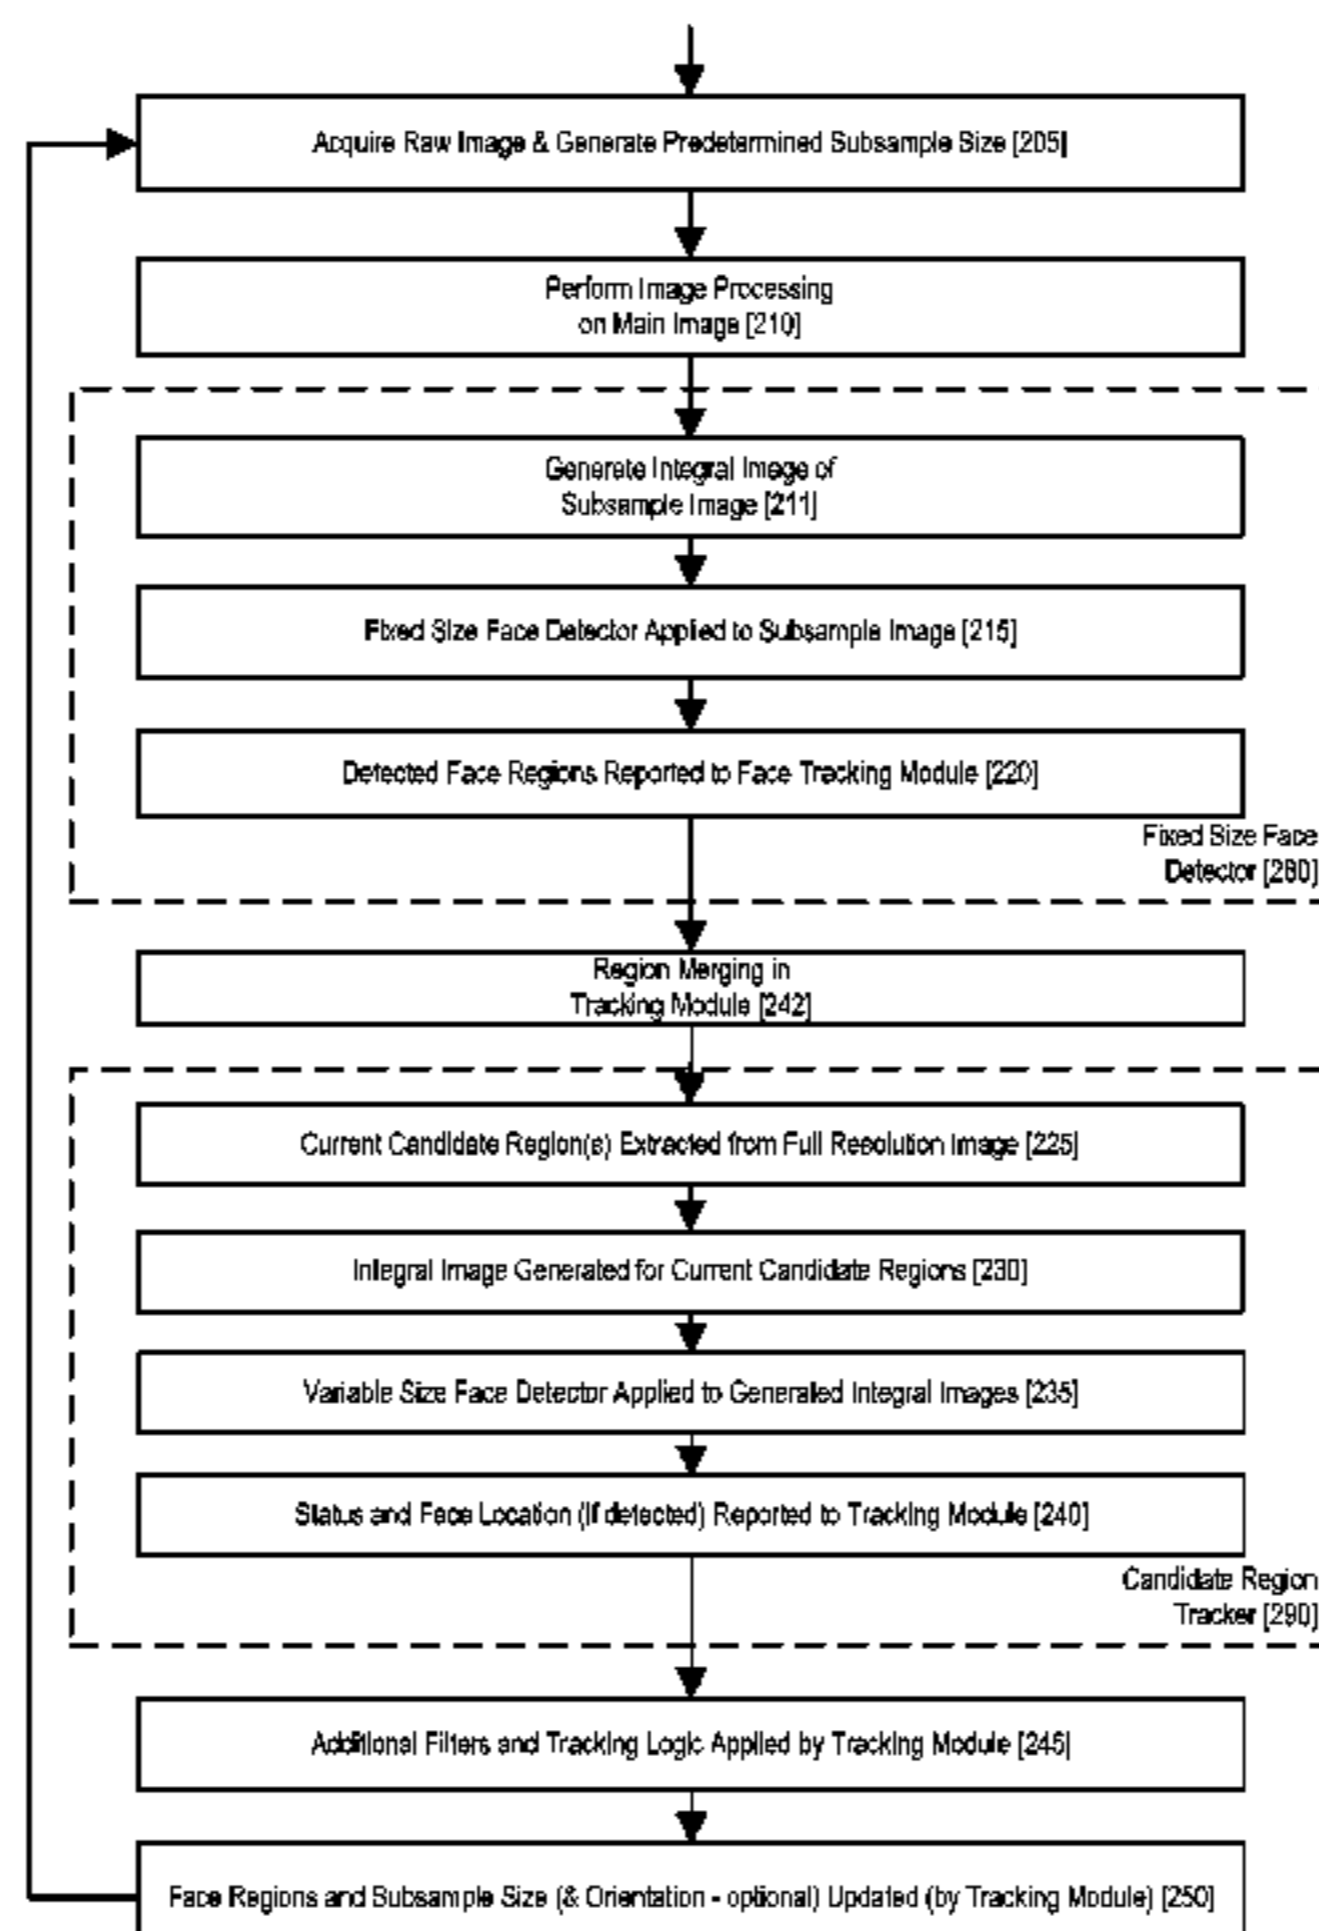 Acquire Raw Image & Generate Predetermined Subsample Size [205]
Perform Image Processing
on Main Image [210]
Generate Integral Image of
Subsample Image [211]
Fixed Size Face Detector Applied to Subsample Image [215]
Detected Face Regions Reported to Face Tracking Module [220]
Fixed Size Face
Detector [280]
Region Merging in
Tracking Module [242]
Current Candidate Region(s) Extracted from Full Resolution Image [225]
Integral Image Generated for Current Candidate Regions [230]
Variable Size Face Detector Applied to Generated Integral Images [235]
Status and Face Location (if detected) Reported to Tracking Module [240]
Candidate Region
Tracker [290]
Additional Filters and Tracking Logic Applied by Tracking Module [245]
Face Regions and Subsample Size (& Orientation - optional) Updated (by Tracking Module) [250]